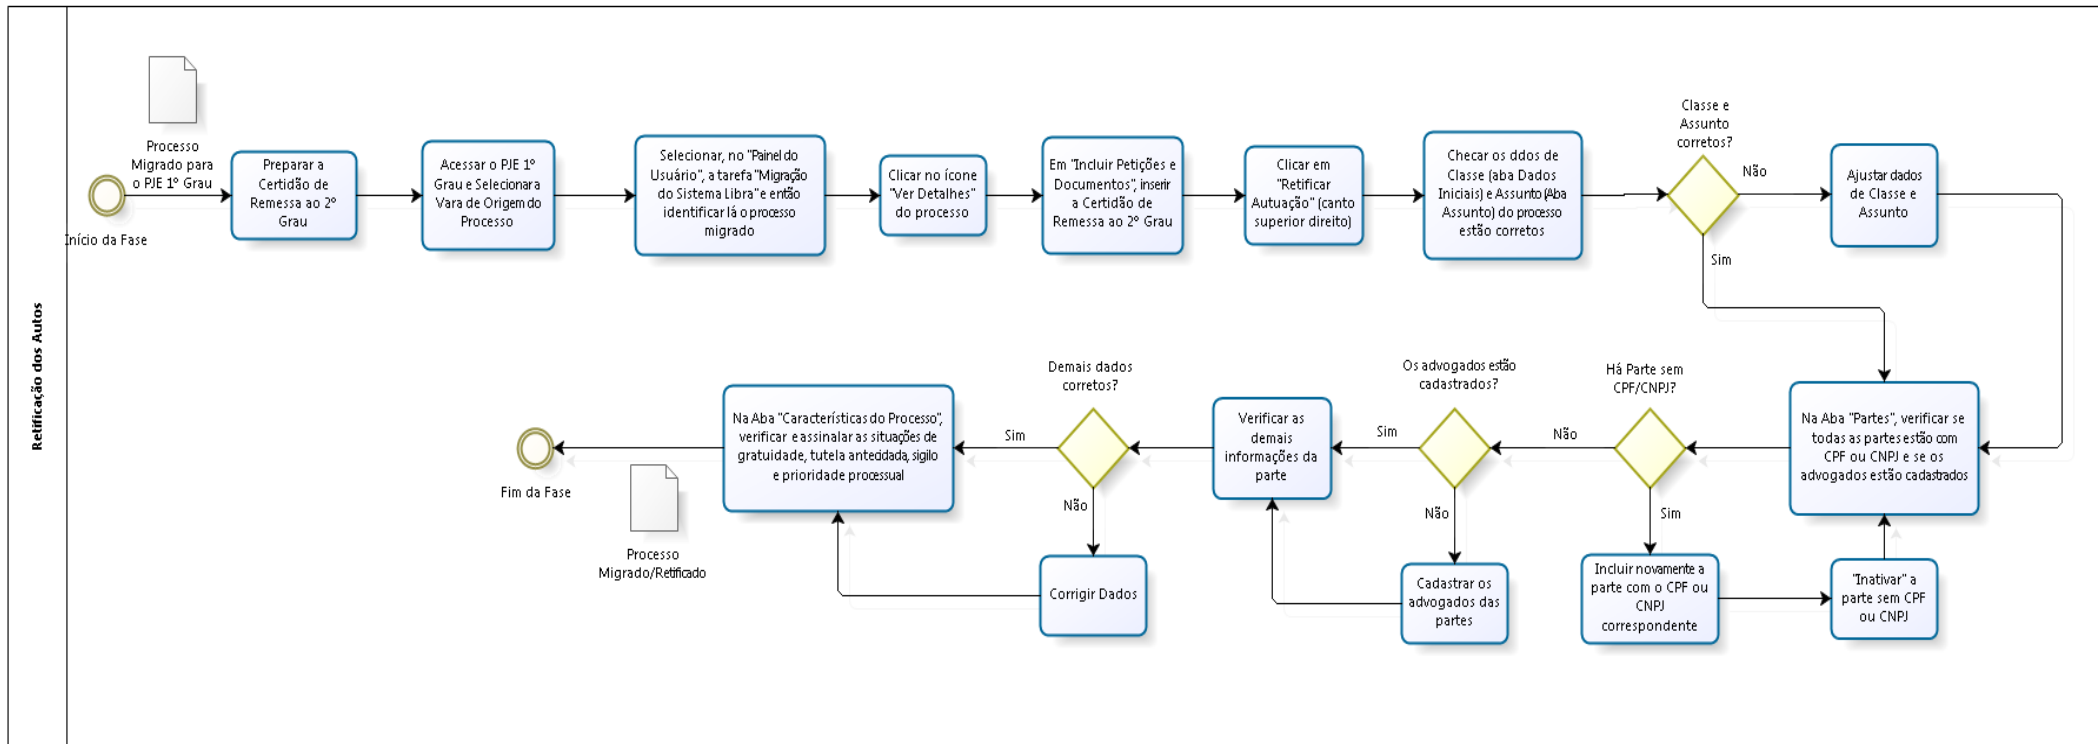 Retificação dos Autos
Processo
Migrado para
o PJE 1º Grau
Início da Fase
Preparar a
Certidão de
Remessa ao 2º
Grau
Acessar o PJE 1º
Grau e Selecionar a
Vara de Origem do
Processo
Selecionar, no "Painel do
Usuário", a tarefa "Migração
do Sistema Libra" e então
identificar lá o processo
migrado
Clicar no ícone
"Ver Detalhes"
do processo
Em "Incluir Petições e
Documentos", inserir
a Certidão de
Remessa ao 2º Grau
Clicar em
"Retificar
Autuação" (canto
superior direito)
Checar os ddos de
Classe (aba Dados
Iniciais) e Assunto (Aba
Assunto) do processo
estão corretos
Classe e
Assunto
corretos?
Não
Sim
Ajustar dados
de Classe e
Assunto
Na Aba "Partes", verificar se
todas as partes estão com
CPF ou CNPJ e se os
advogados estão cadastrados
Há Parte sem
CPF/CNPJ?
Não
Sim
Incluir novamente a
parte com o CPF ou
CNPJ
correspondente
"Inativar" a
parte sem CPF
ou CNPJ
Os advogados estão
cadastrados?
Sim
Não
Cadastrar os
advogados das
partes
Verificar as
demais
informações da
parte
Demais dados
corretos?
Sim
Não
Corrigir Dados
Na Aba "Características do Processo",
verificar e assinalar as situações de
gratuidade, tutela antecidada, sigilo
e prioridade processual
Fim da Fase
Processo
Migrado/Retificado